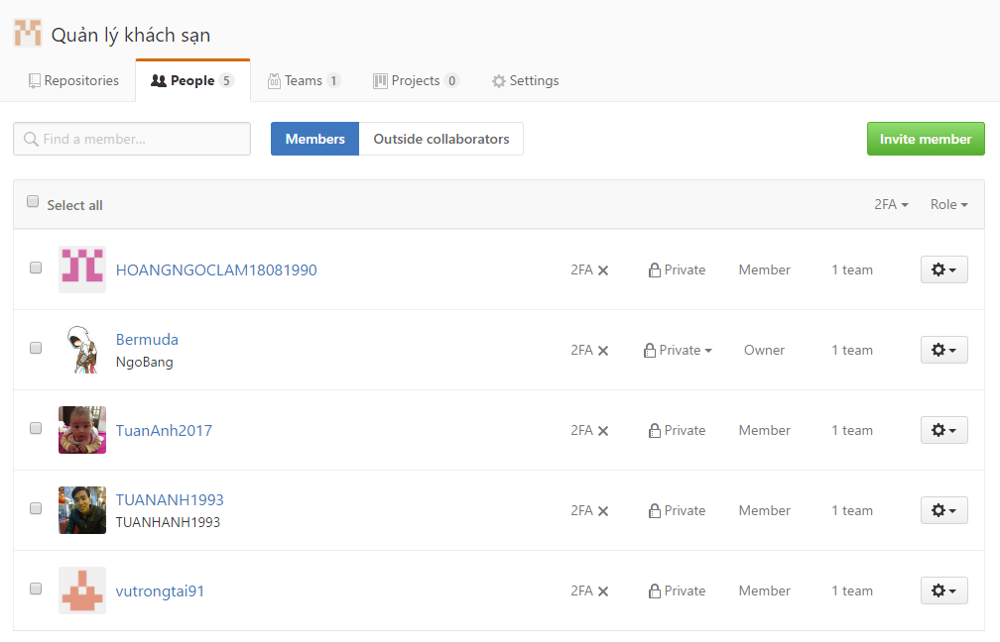 Quản lý khách sạn
Repositories People 5 Teams 1 Projects 0 Settings
Find a member... Members Outside collaborators Invite member
Select all 2FA Role
HOANGNGOCLAM18081990 2FA Private Member 1 team
Bermuda
NgoBang 2FA Private Owner 1 team
TuanAnh2017 2FA Private Member 1 team
TUANANH1993
TUANHANH1993 2FA Private Member 1 team
vutrongtai91 2FA Private Member 1 team